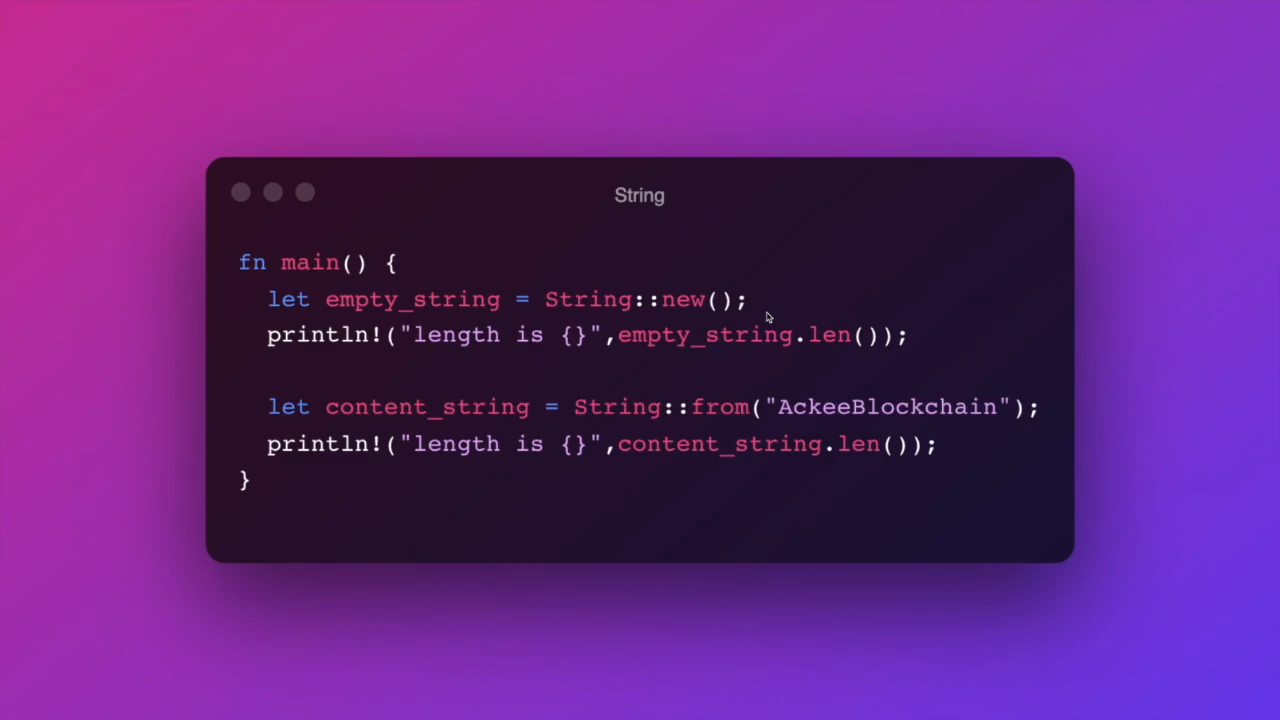 String
fn main() {
  let empty_string = String::new();
  println!("length is {}",empty_string.len());

  let content_string = String::from("AckeeBlockchain");
  println!("length is {}",content_string.len());
}